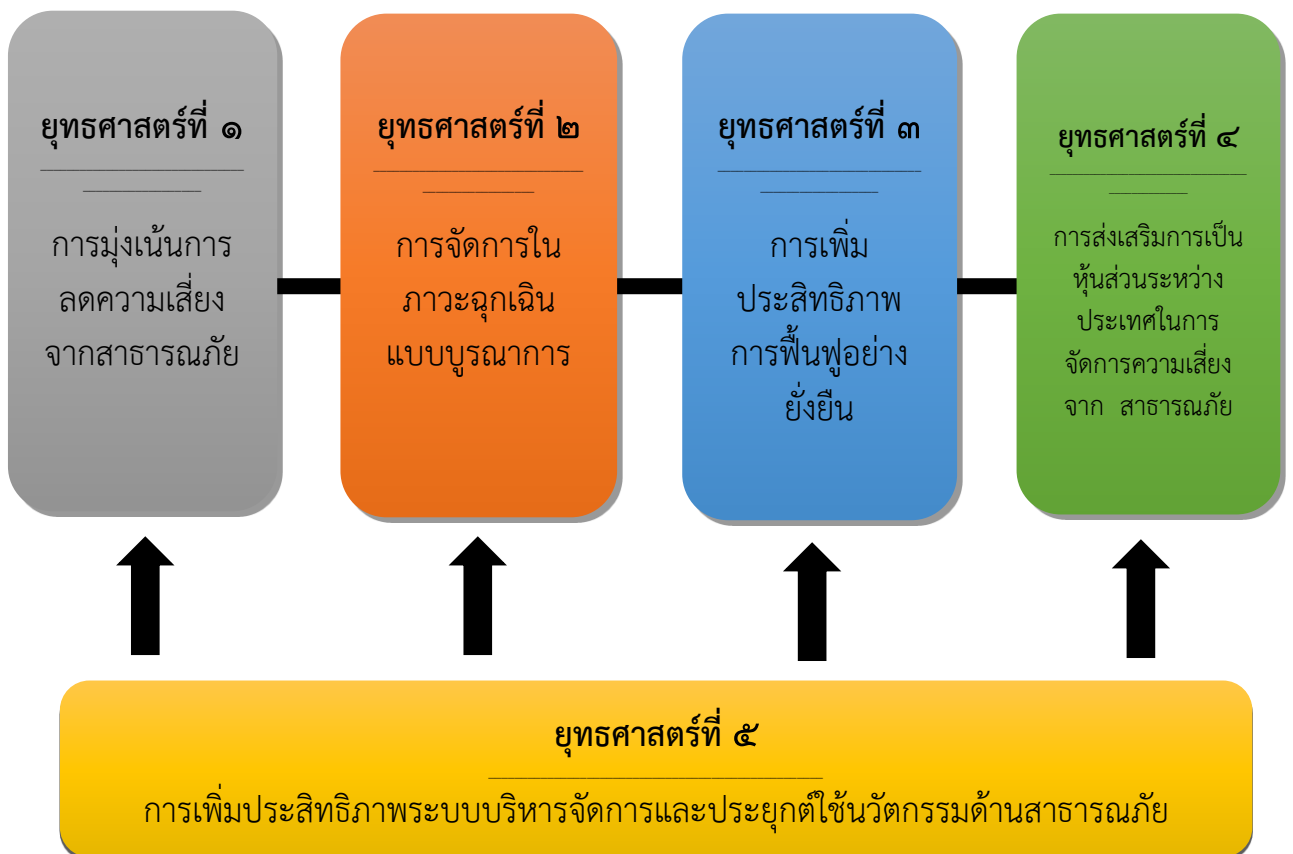 ยุทธศาสตร์ที่ ๑
การมุ่งเน้นการ
ลดความเสี่ยง
จากสาธารณภัย
ยุทธศาสตร์ที่ ๒
การจัดการใน
ภาวะฉุกเฉิน
แบบบูรณาการ
ยุทธศาสตร์ที่ ๓
การเพิ่ม
ประสิทธิภาพ
การฟื้นฟูอย่าง
ยั่งยืน
ยุทธศาสตร์ที่ ๔
การส่งเสริมการเป็น
หุ้นส่วนระหว่าง
ประเทศในการ
จัดการความเสี่ยง
จาก สาธารณภัย
ยุทธศาสตร์ที่ ๕
การเพิ่มประสิทธิภาพระบบบริหารจัดการและประยุกต์ใช้นวัตกรรมด้านสาธารณภัย